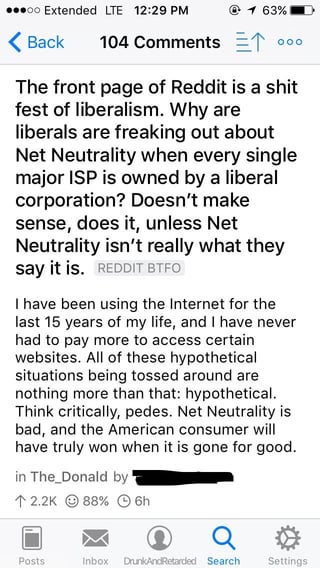 Extended LTE 12:29 PM 63%
Back 104 Comments
The front page of Reddit is a shit
fest of liberalism. Why are
liberals are freaking out about
Net Neutrality when every single
major ISP is owned by a liberal
corporation? Doesn't make
sense, does it, unless Net
Neutrality isn't really what they
say it is. REDDIT BTFO
I have been using the Internet for the
last 15 years of my life, and I have never
had to pay more to access certain
websites. All of these hypothetical
situations being tossed around are
nothing more than that: hypothetical.
Think critically, pedes. Net Neutrality is
bad, and the American consumer will
have truly won when it is gone for good.
in The_Donald by
2.2K 88% 6h
Posts Inbox DrunkAndRetarded Search Settings